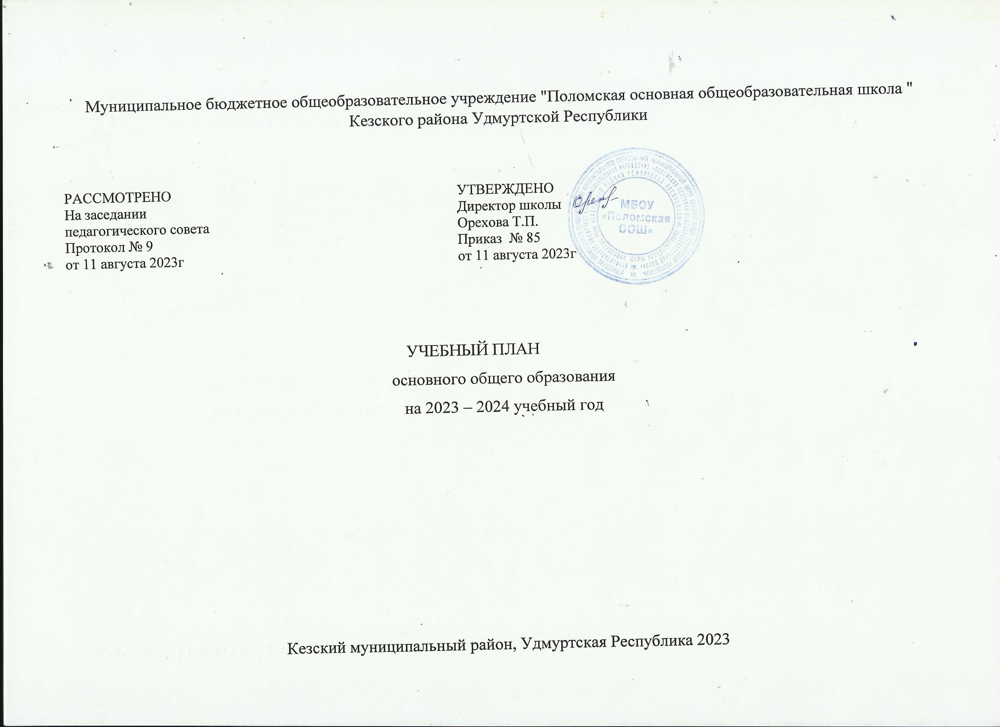 Муниципальное бюджетное общеобразовательное учреждение "Поломская основная общеобразовательная школа "
Кезского района Удмуртской Республики
РАССМОТРЕНО
На заседании
педагогического совета
Протокол № 9
от 11 августа 2023г
УТВЕРЖДЕНО
Директор школы
Орехова Т.П.
Приказ № 85
от 11 августа 2023г
МБОУ
«Поломская
ООШ»
УЧЕБНЫЙ ПЛАН
основного общего образования
на 2023 – 2024 учебный год
Кезский муниципальный район, Удмуртская Республика 2023